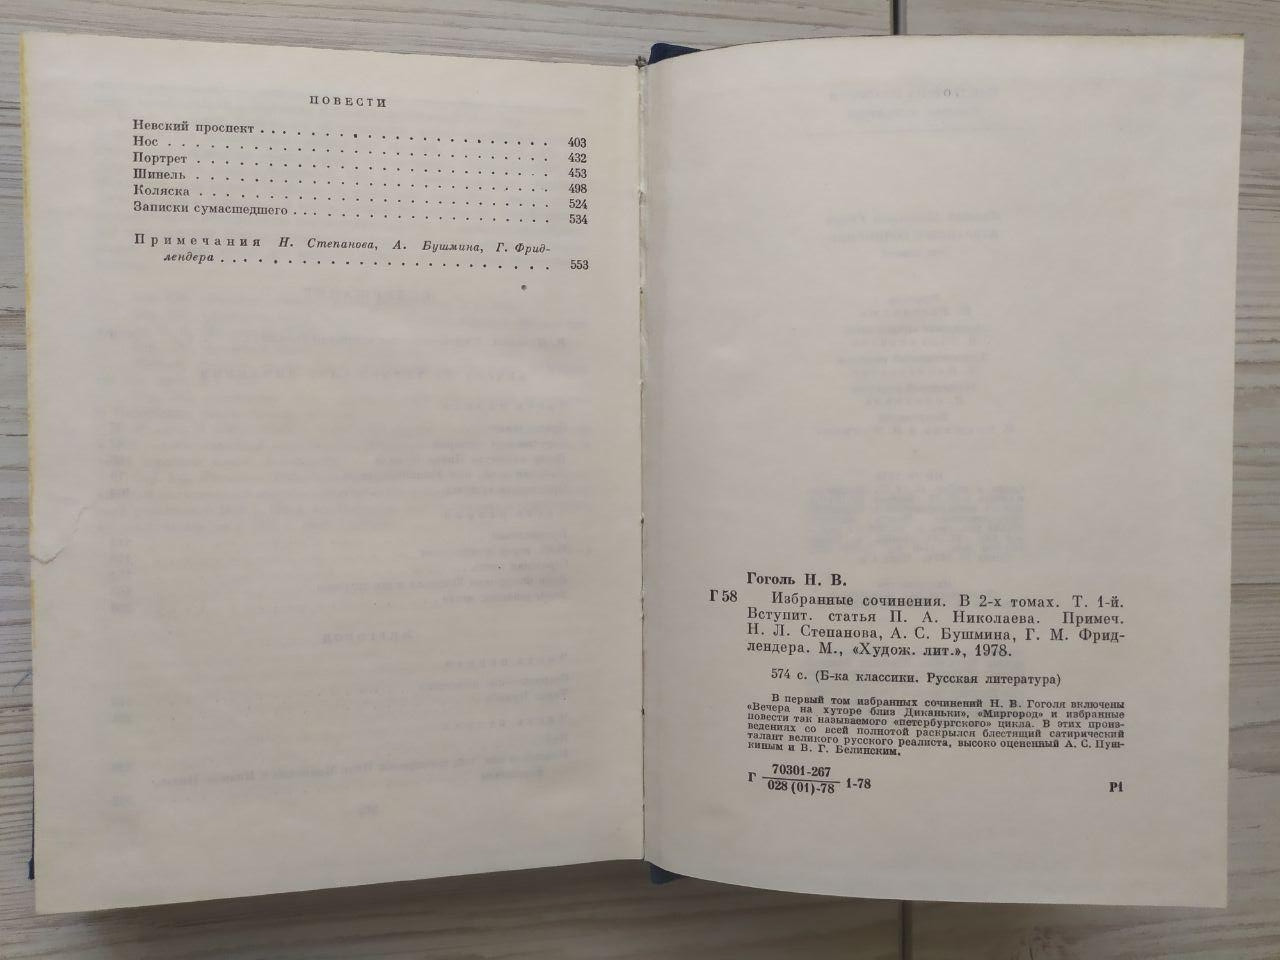 ПОВЕСТИ
Невский проспект . . . . . . . . . . . . . . . . . . . . 403
Нос . . . . . . . . . . . . . . . . . . . . . . . . . . 432
Портрет . . . . . . . . . . . . . . . . . . . . . . . . 453
Шинель . . . . . . . . . . . . . . . . . . . . . . . . 498
Коляска . . . . . . . . . . . . . . . . . . . . . . . . 524
Записки сумасшедшего . . . . . . . . . . . . . . . . . . 534
Примечания Н. Степанова, А. Бушмина, Г. Фрид-
лендера . . . . . . . . . . . . . . . . . . . . . . . . 553
Гоголь Н. В.
Г 58 Избранные сочинения. В 2-х томах. Т. 1-й.
Вступит. статья П. А. Николаева. Примеч.
Н. Л. Степанова, А. С. Бушмина, Г. М. Фрид-
лендера. М., «Худож. лит.», 1978.
574 с. (Б-ка классики. Русская литература)
В первый том избранных сочинений Н. В. Гоголя включены
«Вечера на хуторе близ Диканьки», «Миргород» и избранные
повести так называемого «петербургского» цикла. В этих произ-
ведениях со всей полнотой раскрылся блестящий сатирический
талант великого русского реалиста, высоко оцененный А. С. Пуш-
киным и В. Г. Белинским.
70301-267
Г 1-78 Р1
028 (01)-78